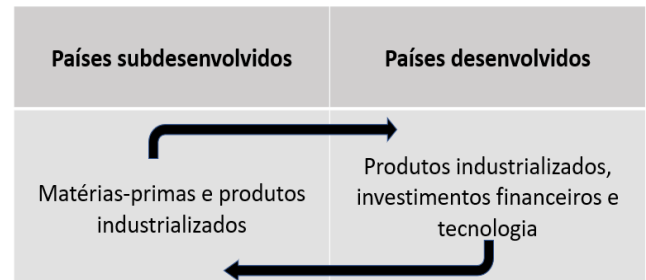 Países subdesenvolvidos
Países desenvolvidos
Matérias-primas e produtos
industrializados
Produtos industrializados,
investimentos financeiros e
tecnologia